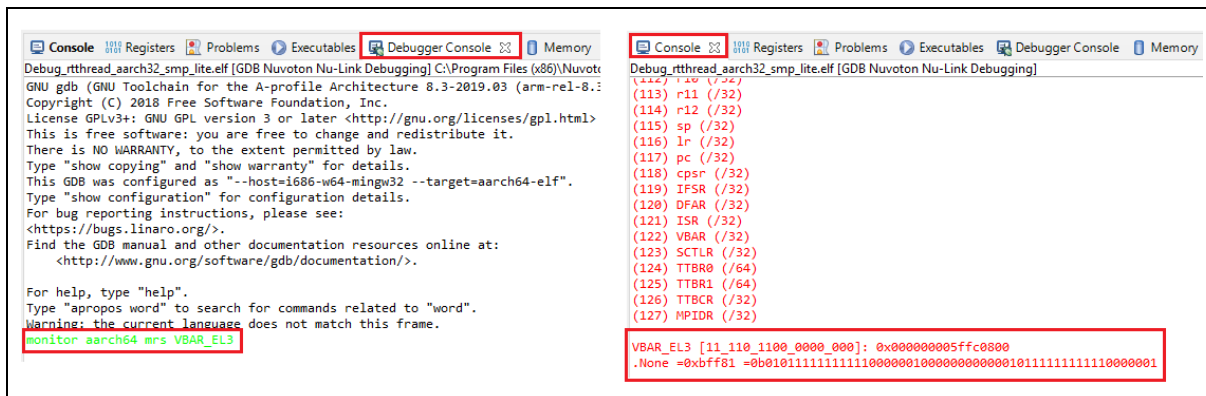 Console Registers Problems Executables Debugger Console Memory
Debug_rtthread_aarch32_smp_lite.elf [GDB Nuvoton Nu-Link Debugging] C:\Program Files (x86)\Nuvoto
GNU gdb (GNU Toolchain for the A-profile Architecture 8.3-2019.03 (arm-rel-8.3
Copyright (C) 2018 Free Software Foundation, Inc.
License GPLv3+: GNU GPL version 3 or later <http://gnu.org/licenses/gpl.html>
This is free software: you are free to change and redistribute it.
There is NO WARRANTY, to the extent permitted by law.
Type "show copying" and "show warranty" for details.
This GDB was configured as "--host=i686-w64-mingw32 --target=aarch64-elf".
Type "show configuration" for configuration details.
For bug reporting instructions, please see:
<https://bugs.linaro.org/>.
Find the GDB manual and other documentation resources online at:
<http://www.gnu.org/software/gdb/documentation/>.
For help, type "help".
Type "apropos word" to search for commands related to "word".
Warning: the current language does not match this frame.
monitor aarch64 mrs VBAR_EL3
Console Registers Problems Executables Debugger Console Memory
Debug_rtthread_aarch32_smp_lite.elf [GDB Nuvoton Nu-Link Debugging]
(112) r10 (/32)
(113) r11 (/32)
(114) r12 (/32)
(115) sp (/32)
(116) lr (/32)
(117) pc (/32)
(118) cpsr (/32)
(119) IFSR (/32)
(120) DFAR (/32)
(121) ISR (/32)
(122) VBAR (/32)
(123) SCTLR (/32)
(124) TTBR0 (/64)
(125) TTBR1 (/64)
(126) TTBCR (/32)
(127) MPIDR (/32)
VBAR_EL3 [11_110_1100_0000_000]: 0x000000005ffc0800